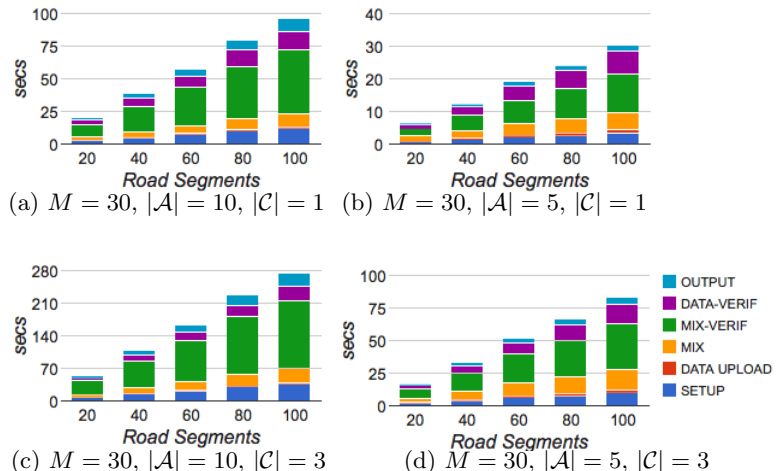 100
75
50
25
0
secs
20 40 60 80 100
Road Segments
(a) M = 30, |𝒜| = 10, |𝒞| = 1
40
30
20
10
0
secs
20 40 60 80 100
Road Segments
(b) M = 30, |𝒜| = 5, |𝒞| = 1
280
210
140
70
0
secs
20 40 60 80 100
Road Segments
(c) M = 30, |𝒜| = 10, |𝒞| = 3
100
75
50
25
0
secs
20 40 60 80 100
Road Segments
(d) M = 30, |𝒜| = 5, |𝒞| = 3
OUTPUT
DATA-VERIF
MIX-VERIF
MIX
DATA UPLOAD
SETUP